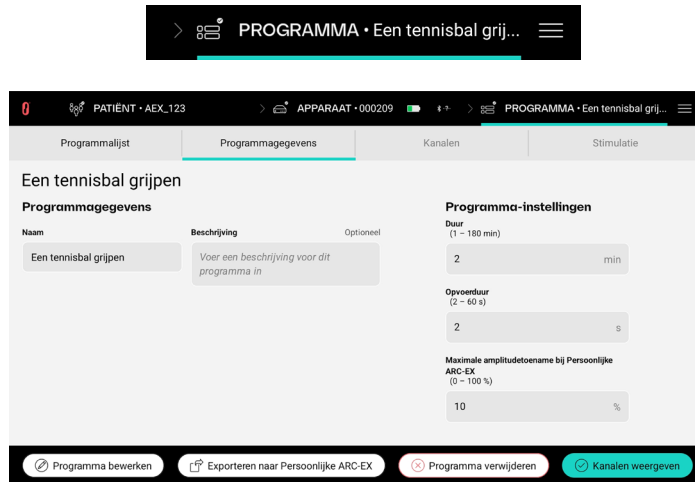 PROGRAMMA • Een tennisbal grij...
PATIËNT • AEX_123 APPARAAT • 000209 PROGRAMMA • Een tennisbal grij...
Programmalijst Programmagegevens Kanalen Stimulatie
Een tennisbal grijpen
Programmagegevens
Naam Beschrijving Optioneel
Een tennisbal grijpen
Voer een beschrijving voor dit
programma in
Programma-instellingen
Duur
(1 – 180 min)
2 min
Opvoerduur
(2 – 60 s)
2 s
Maximale amplitudetoename bij Persoonlijke
ARC-EX
(0 – 100 %)
10 %
Programma bewerken Exporteren naar Persoonlijke ARC-EX Programma verwijderen Kanalen weergeven